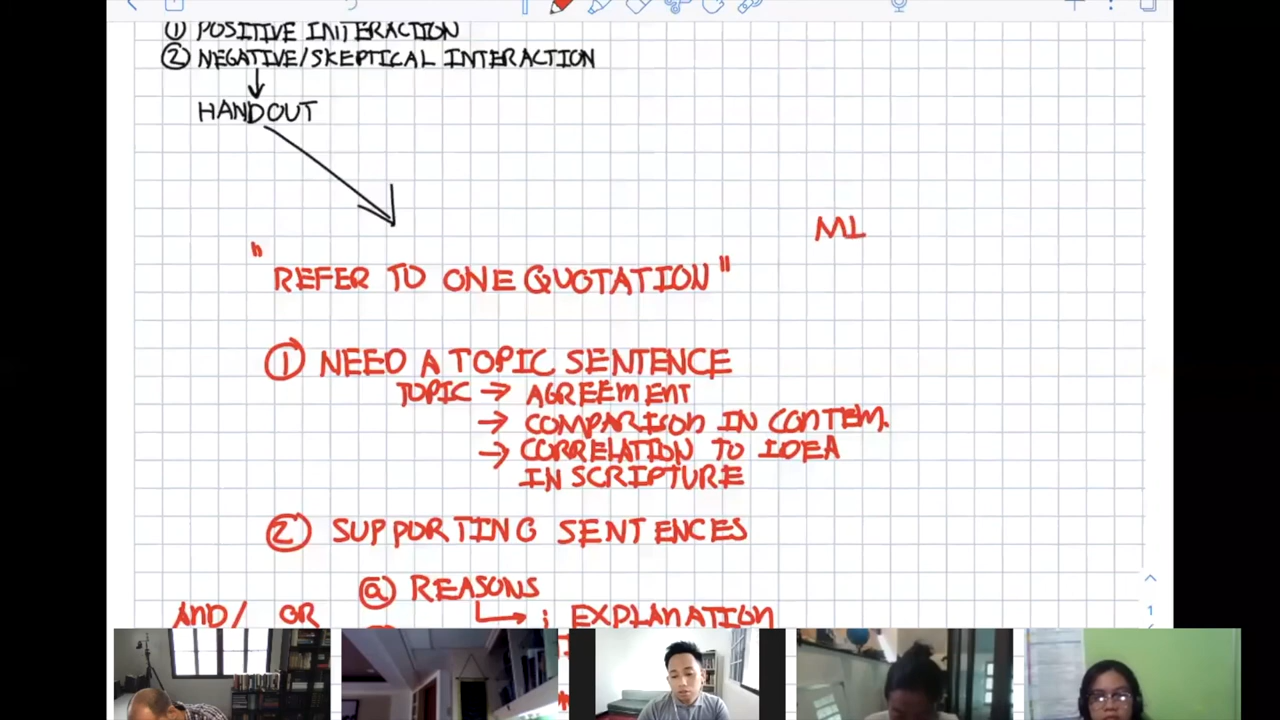 ① POSITIVE INTERACTION
② NEGATIVE/SKEPTICAL INTERACTION
↓
HANDOUT
ML
"REFER TO ONE QUOTATION"
① NEED A TOPIC SENTENCE
TOPIC → AGREEMENT
→ COMPARISON IN CONTEM.
→ CORRELATION TO IDEA
IN SCRIPTURE
② SUPPORTING SENTENCES
ⓐ REASONS
AND/ OR
i EXPLANATION
1